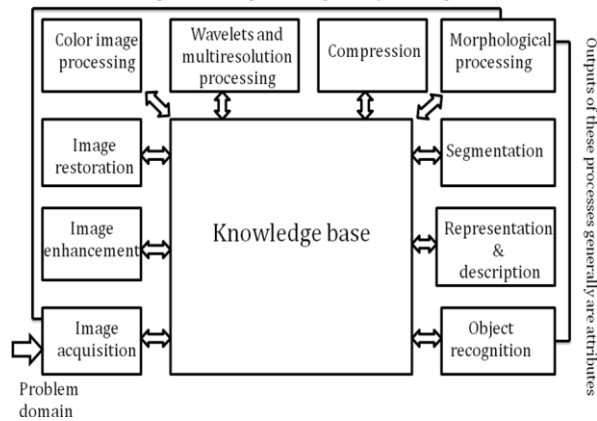 Color image
processing
Wavelets and
multiresolution
processing
Compression
Morphological
processing
Image
restoration
Segmentation
Image
enhancement
Knowledge base
Representation
&
description
Image
acquisition
Object
recognition
Problem
domain
Outputs of these processes generally are attributes